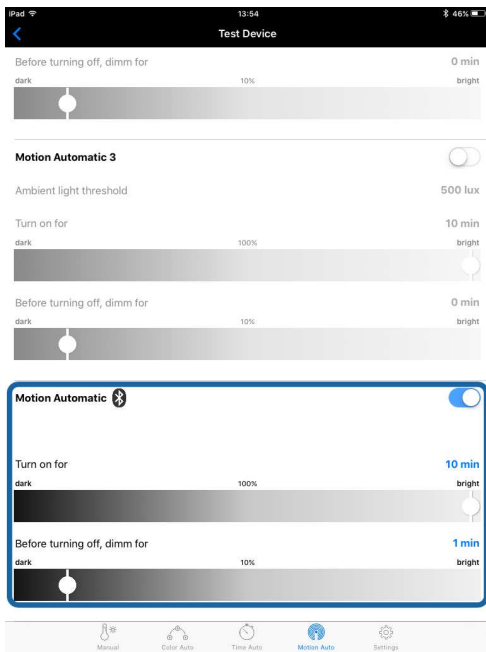 iPad 13:54 46%
Test Device
Before turning off, dimm for 0 min
dark 10% bright
Motion Automatic 3
Ambient light threshold 500 lux
Turn on for 10 min
dark 100% bright
Before turning off, dimm for 0 min
dark 10% bright
Motion Automatic
Turn on for 10 min
dark 100% bright
Before turning off, dimm for 1 min
dark 10% bright
Manual Color Auto Time Auto Motion Auto Settings